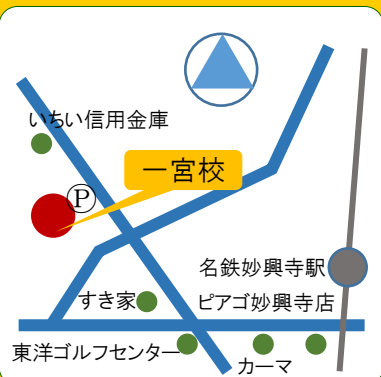 いちい信用金庫
Ⓟ
一宮校
名鉄妙興寺駅
すき家
ピアゴ妙興寺店
東洋ゴルフセンター
カーマ